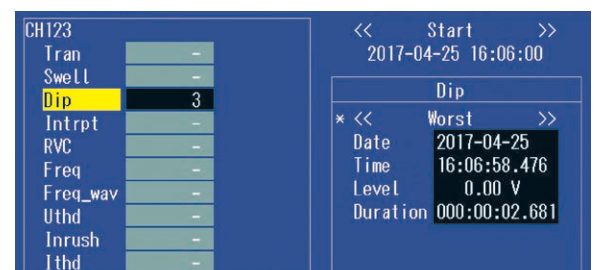 CH123
Tran -
Swell -
Dip 3
Intrpt -
RVC -
Freq -
Freq_wav -
Uthd -
Inrush -
Ithd -
<< Start >>
2017-04-25 16:06:00
Dip
* << Worst >>
Date 2017-04-25
Time 16:06:58.476
Level 0.00 V
Duration 000:00:02.681